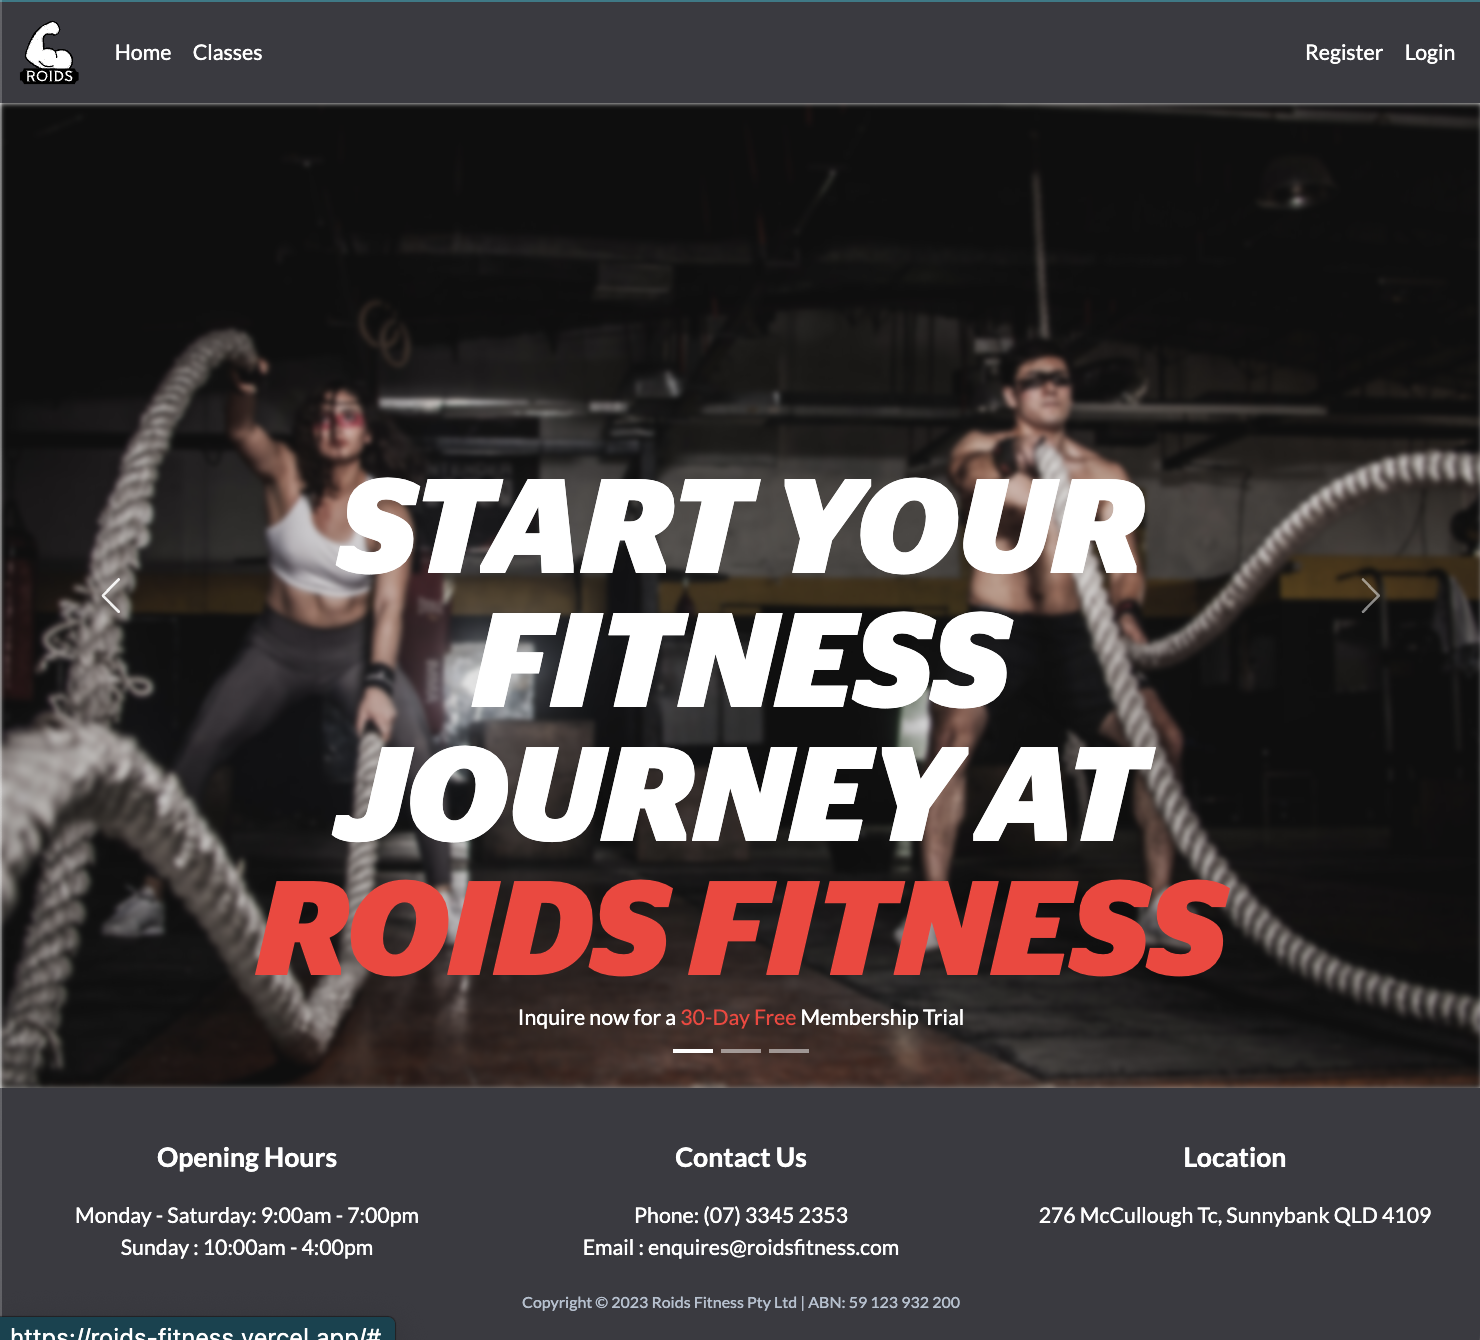 ROIDS
Home Classes
Register Login
START YOUR
FITNESS
JOURNEY AT
ROIDS FITNESS
Inquire now for a 30-Day Free Membership Trial
Opening Hours
Monday - Saturday: 9:00am - 7:00pm
Sunday : 10:00am - 4:00pm
Contact Us
Phone: (07) 3345 2353
Email : enquires@roidsfitness.com
Location
276 McCullough Tc, Sunnybank QLD 4109
Copyright © 2023 Roids Fitness Pty Ltd | ABN: 59 123 932 200
https://roids-fitness.vercel.app/#